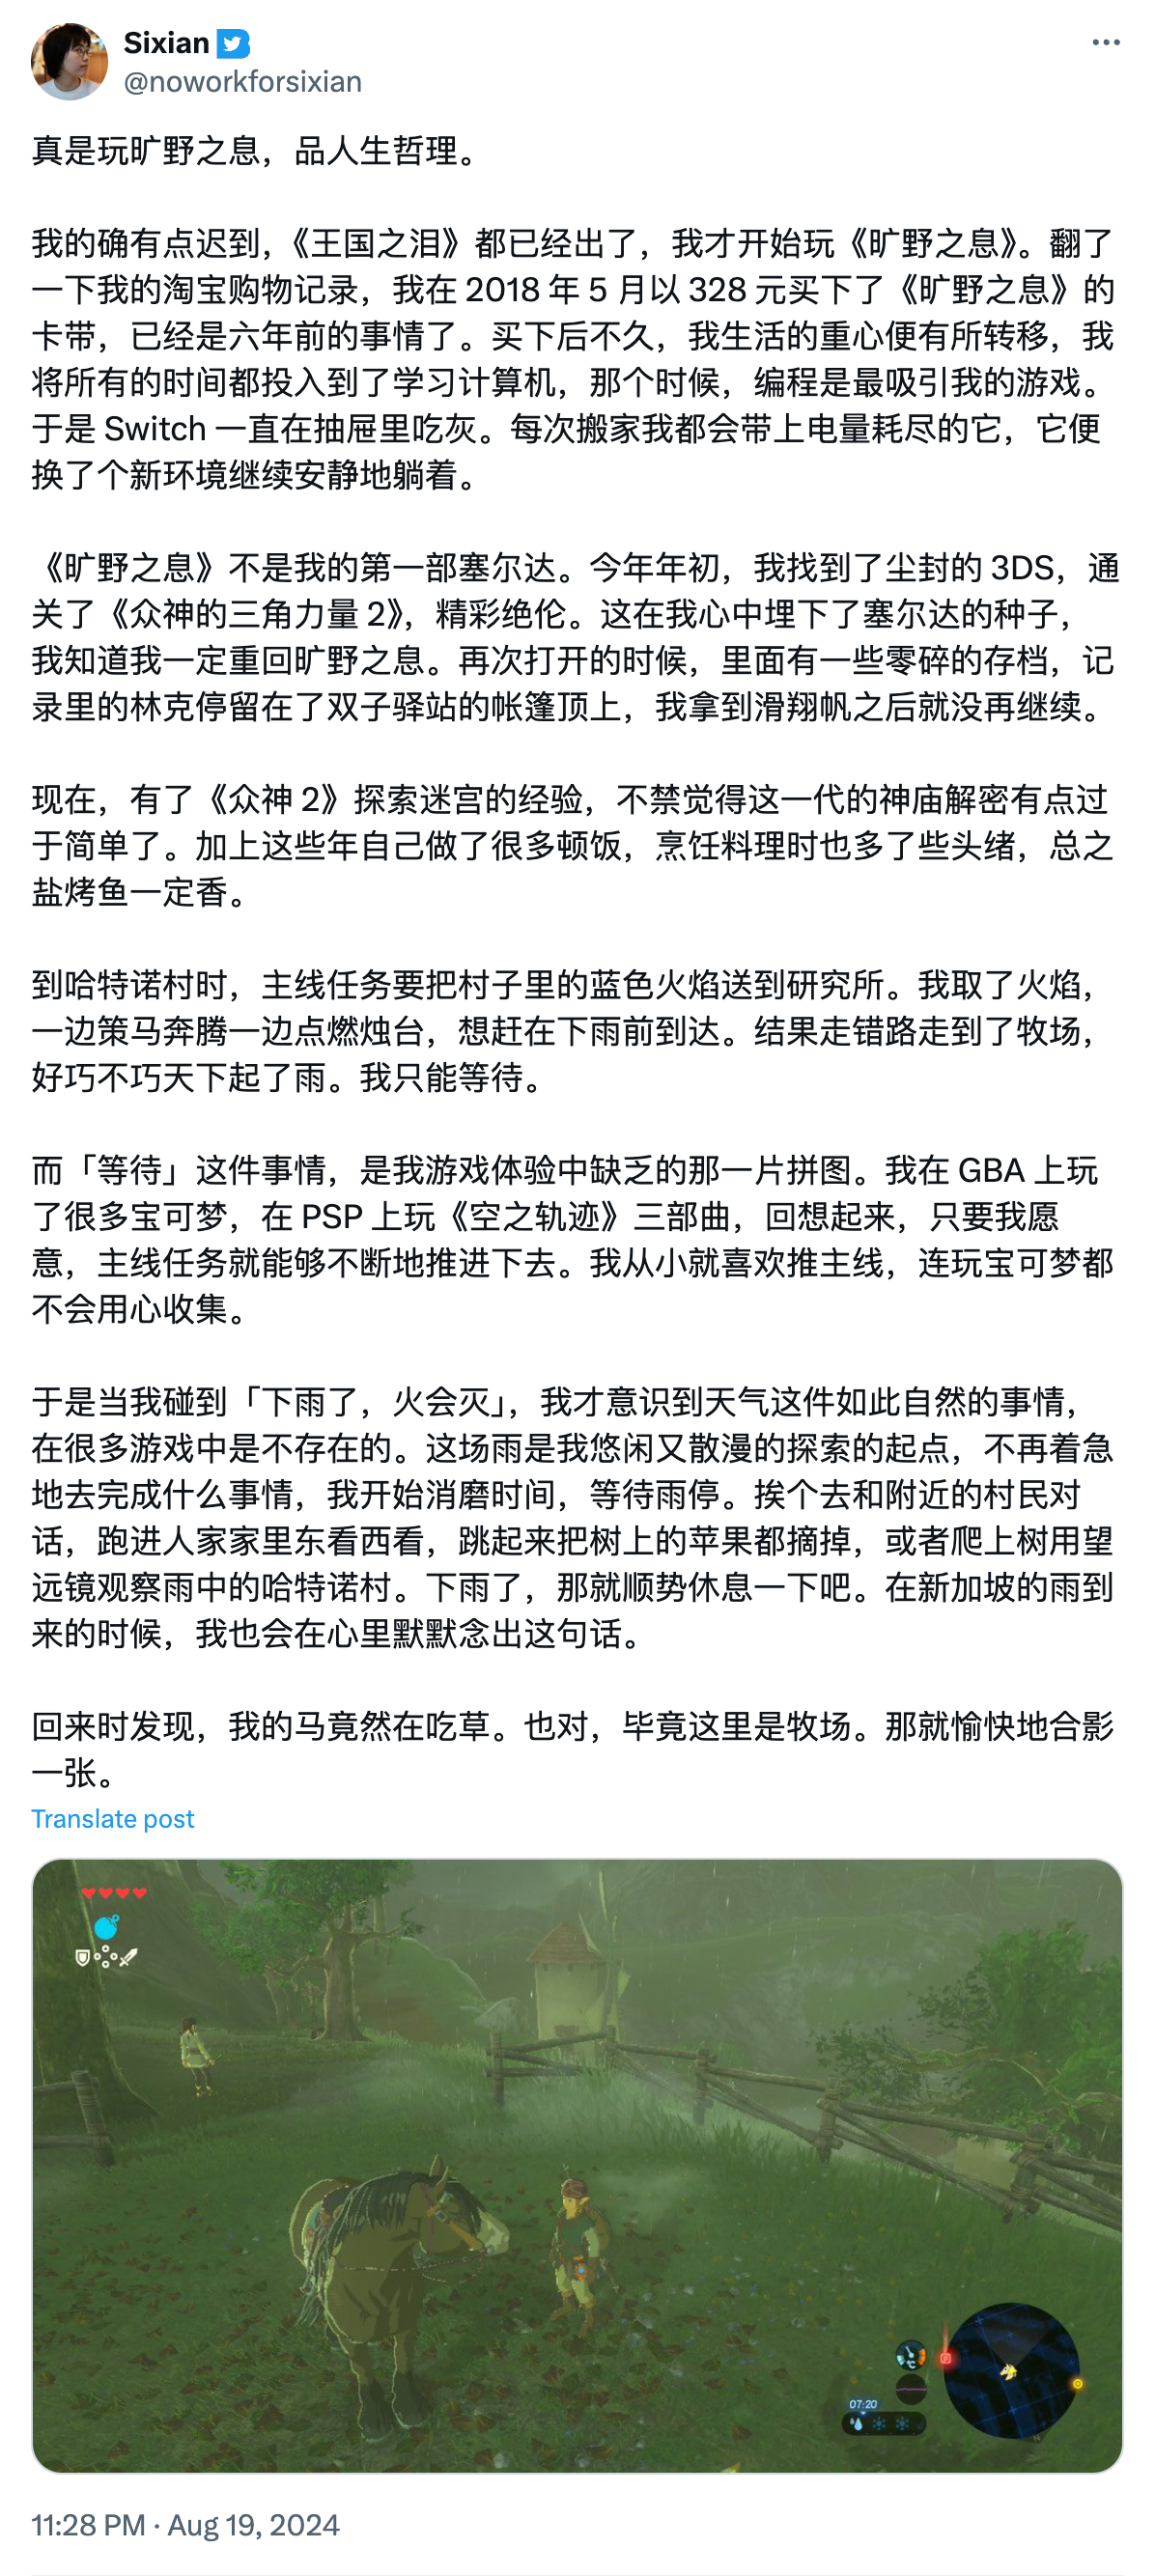 Sixian
@noworkforsixian
真是玩旷野之息，品人生哲理。
我的确有点迟到，《王国之泪》都已经出了，我才开始玩《旷野之息》。翻了
一下我的淘宝购物记录，我在 2018 年 5 月以 328 元买下了《旷野之息》的
卡带，已经是六年前的事情了。买下后不久，我生活的重心便有所转移，我
将所有的时间都投入到了学习计算机，那个时候，编程是最吸引我的游戏。
于是 Switch 一直在抽屉里吃灰。每次搬家我都会带上电量耗尽的它，它便
换了个新环境继续安静地躺着。
《旷野之息》不是我的第一部塞尔达。今年年初，我找到了尘封的 3DS，通
关了《众神的三角力量 2》，精彩绝伦。这在我心中埋下了塞尔达的种子，
我知道我一定重回旷野之息。再次打开的时候，里面有一些零碎的存档，记
录里的林克停留在了双子驿站的帐篷顶上，我拿到滑翔帆之后就没再继续。
现在，有了《众神 2》探索迷宫的经验，不禁觉得这一代的神庙解密有点过
于简单了。加上这些年自己做了很多顿饭，烹饪料理时也多了些头绪，总之
盐烤鱼一定香。
到哈特诺村时，主线任务要把村子里的蓝色火焰送到研究所。我取了火焰，
一边策马奔腾一边点燃烛台，想赶在下雨前到达。结果走错路走到了牧场，
好巧不巧天下起了雨。我只能等待。
而「等待」这件事情，是我游戏体验中缺乏的那一片拼图。我在 GBA 上玩
了很多宝可梦，在 PSP 上玩《空之轨迹》三部曲，回想起来，只要我愿
意，主线任务就能够不断地推进下去。我从小就喜欢推主线，连玩宝可梦都
不会用心收集。
于是当我碰到「下雨了，火会灭」，我才意识到天气这件如此自然的事情，
在很多游戏中是不存在的。这场雨是我悠闲又散漫的探索的起点，不再着急
地去完成什么事情，我开始消磨时间，等待雨停。挨个去和附近的村民对
话，跑进人家家里东看西看，跳起来把树上的苹果都摘掉，或者爬上树用望
远镜观察雨中的哈特诺村。下雨了，那就顺势休息一下吧。在新加坡的雨到
来的时候，我也会在心里默默念出这句话。
回来时发现，我的马竟然在吃草。也对，毕竟这里是牧场。那就愉快地合影
一张。
Translate post
07:20
N
11:28 PM · Aug 19, 2024